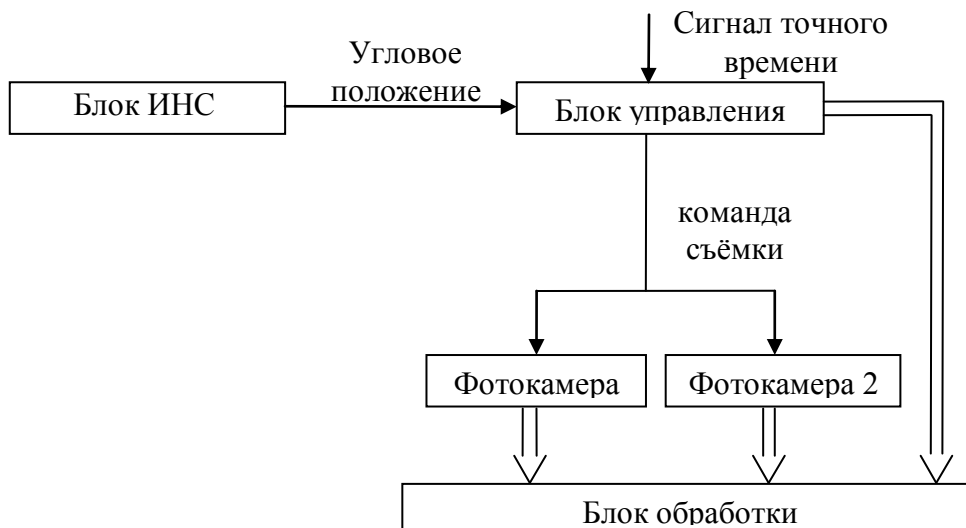 Сигнал точного
времени
Угловое
положение
Блок ИНС
Блок управления
команда
съёмки
Фотокамера
Фотокамера 2
Блок обработки